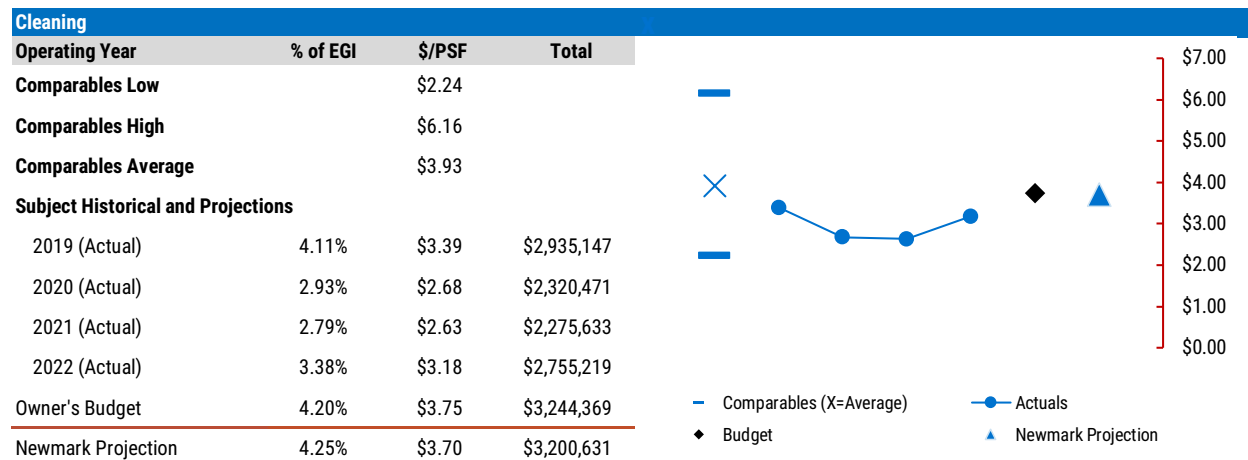 Cleaning
Operating Year % of EGI $/PSF Total
Comparables Low $2.24
Comparables High $6.16
Comparables Average $3.93
Subject Historical and Projections
2019 (Actual) 4.11% $3.39 $2,935,147
2020 (Actual) 2.93% $2.68 $2,320,471
2021 (Actual) 2.79% $2.63 $2,275,633
2022 (Actual) 3.38% $3.18 $2,755,219
Owner's Budget 4.20% $3.75 $3,244,369
Newmark Projection 4.25% $3.70 $3,200,631
$7.00
$6.00
$5.00
$4.00
$3.00
$2.00
$1.00
$0.00
Comparables (X=Average) Actuals
Budget Newmark Projection